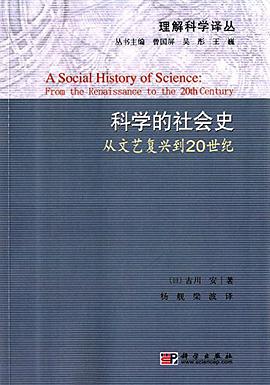 理解科学译丛
丛书主编 曾国屏 吴彤 王巍
A Social History of Science:
From the Renaissance to the 20th Century
科学的社会史
从文艺复兴到20世纪
〔日〕古川 安 著
杨舰 梁波 译
科学出版社
www.sciencep.com